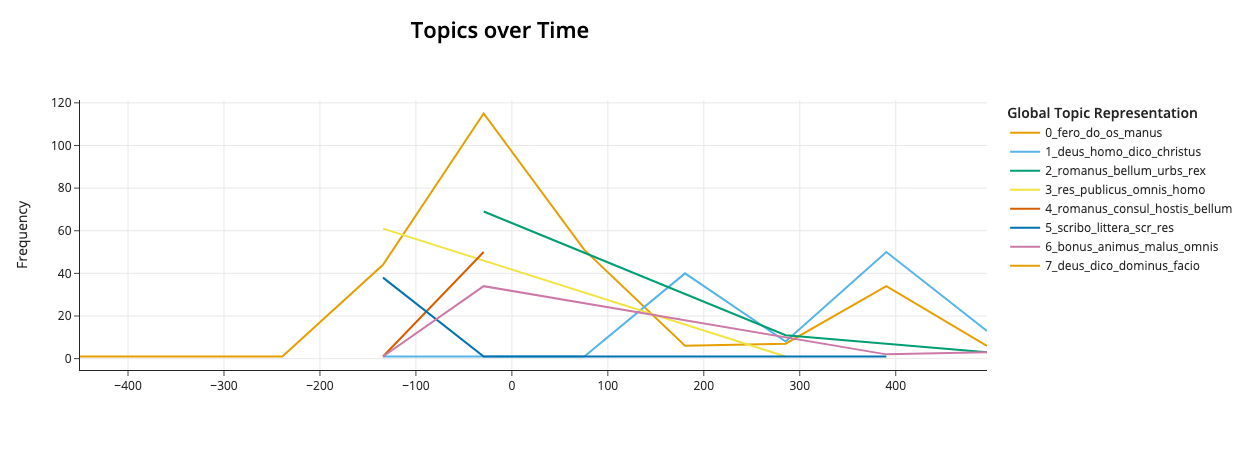 Topics over Time
Global Topic Representation
0_fero_do_os_manus
1_deus_homo_dico_christus
2_romanus_bellum_urbs_rex
3_res_publicus_omnis_homo
4_romanus_consul_hostis_bellum
5_scribo_littera_scr_res
6_bonus_animus_malus_omnis
7_deus_dico_dominus_facio
Frequency
120
100
80
60
40
20
0
−400 −300 −200 −100 0 100 200 300 400